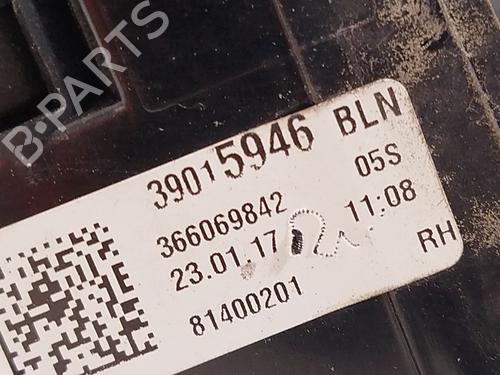 B-PARTS
39015946 BLN
366069842 05S
23.01.17 11:08
81400201 RH
E